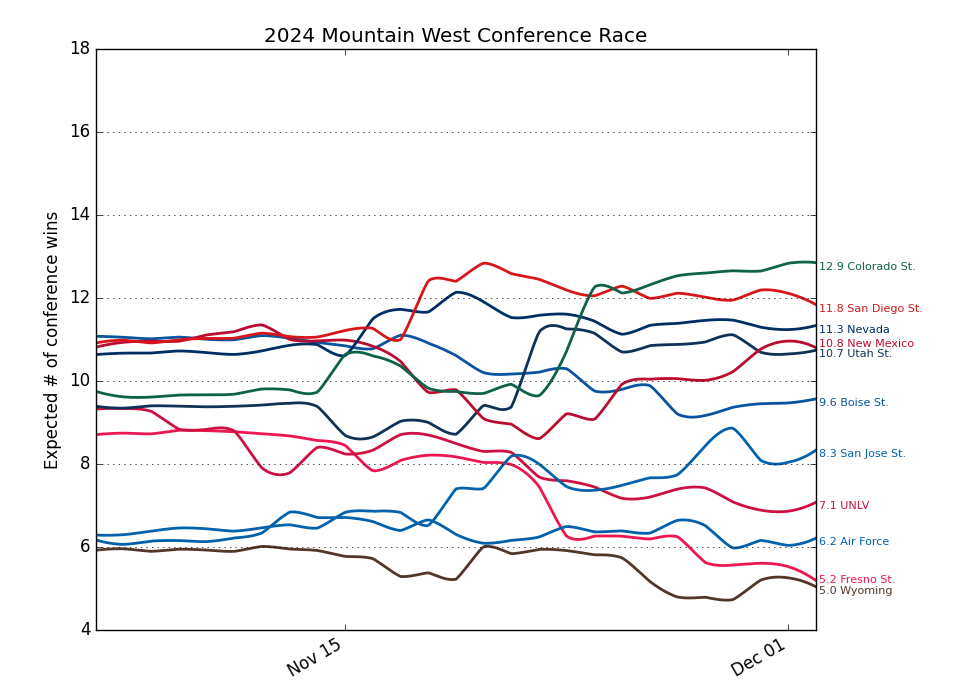 2024 Mountain West Conference Race
Expected # of conference wins
18
16
14
12
10
8
6
4
12.9 Colorado St.
11.8 San Diego St.
11.3 Nevada
10.8 New Mexico
10.7 Utah St.
9.6 Boise St.
8.3 San Jose St.
7.1 UNLV
6.2 Air Force
5.2 Fresno St.
5.0 Wyoming
Nov 15
Dec 01